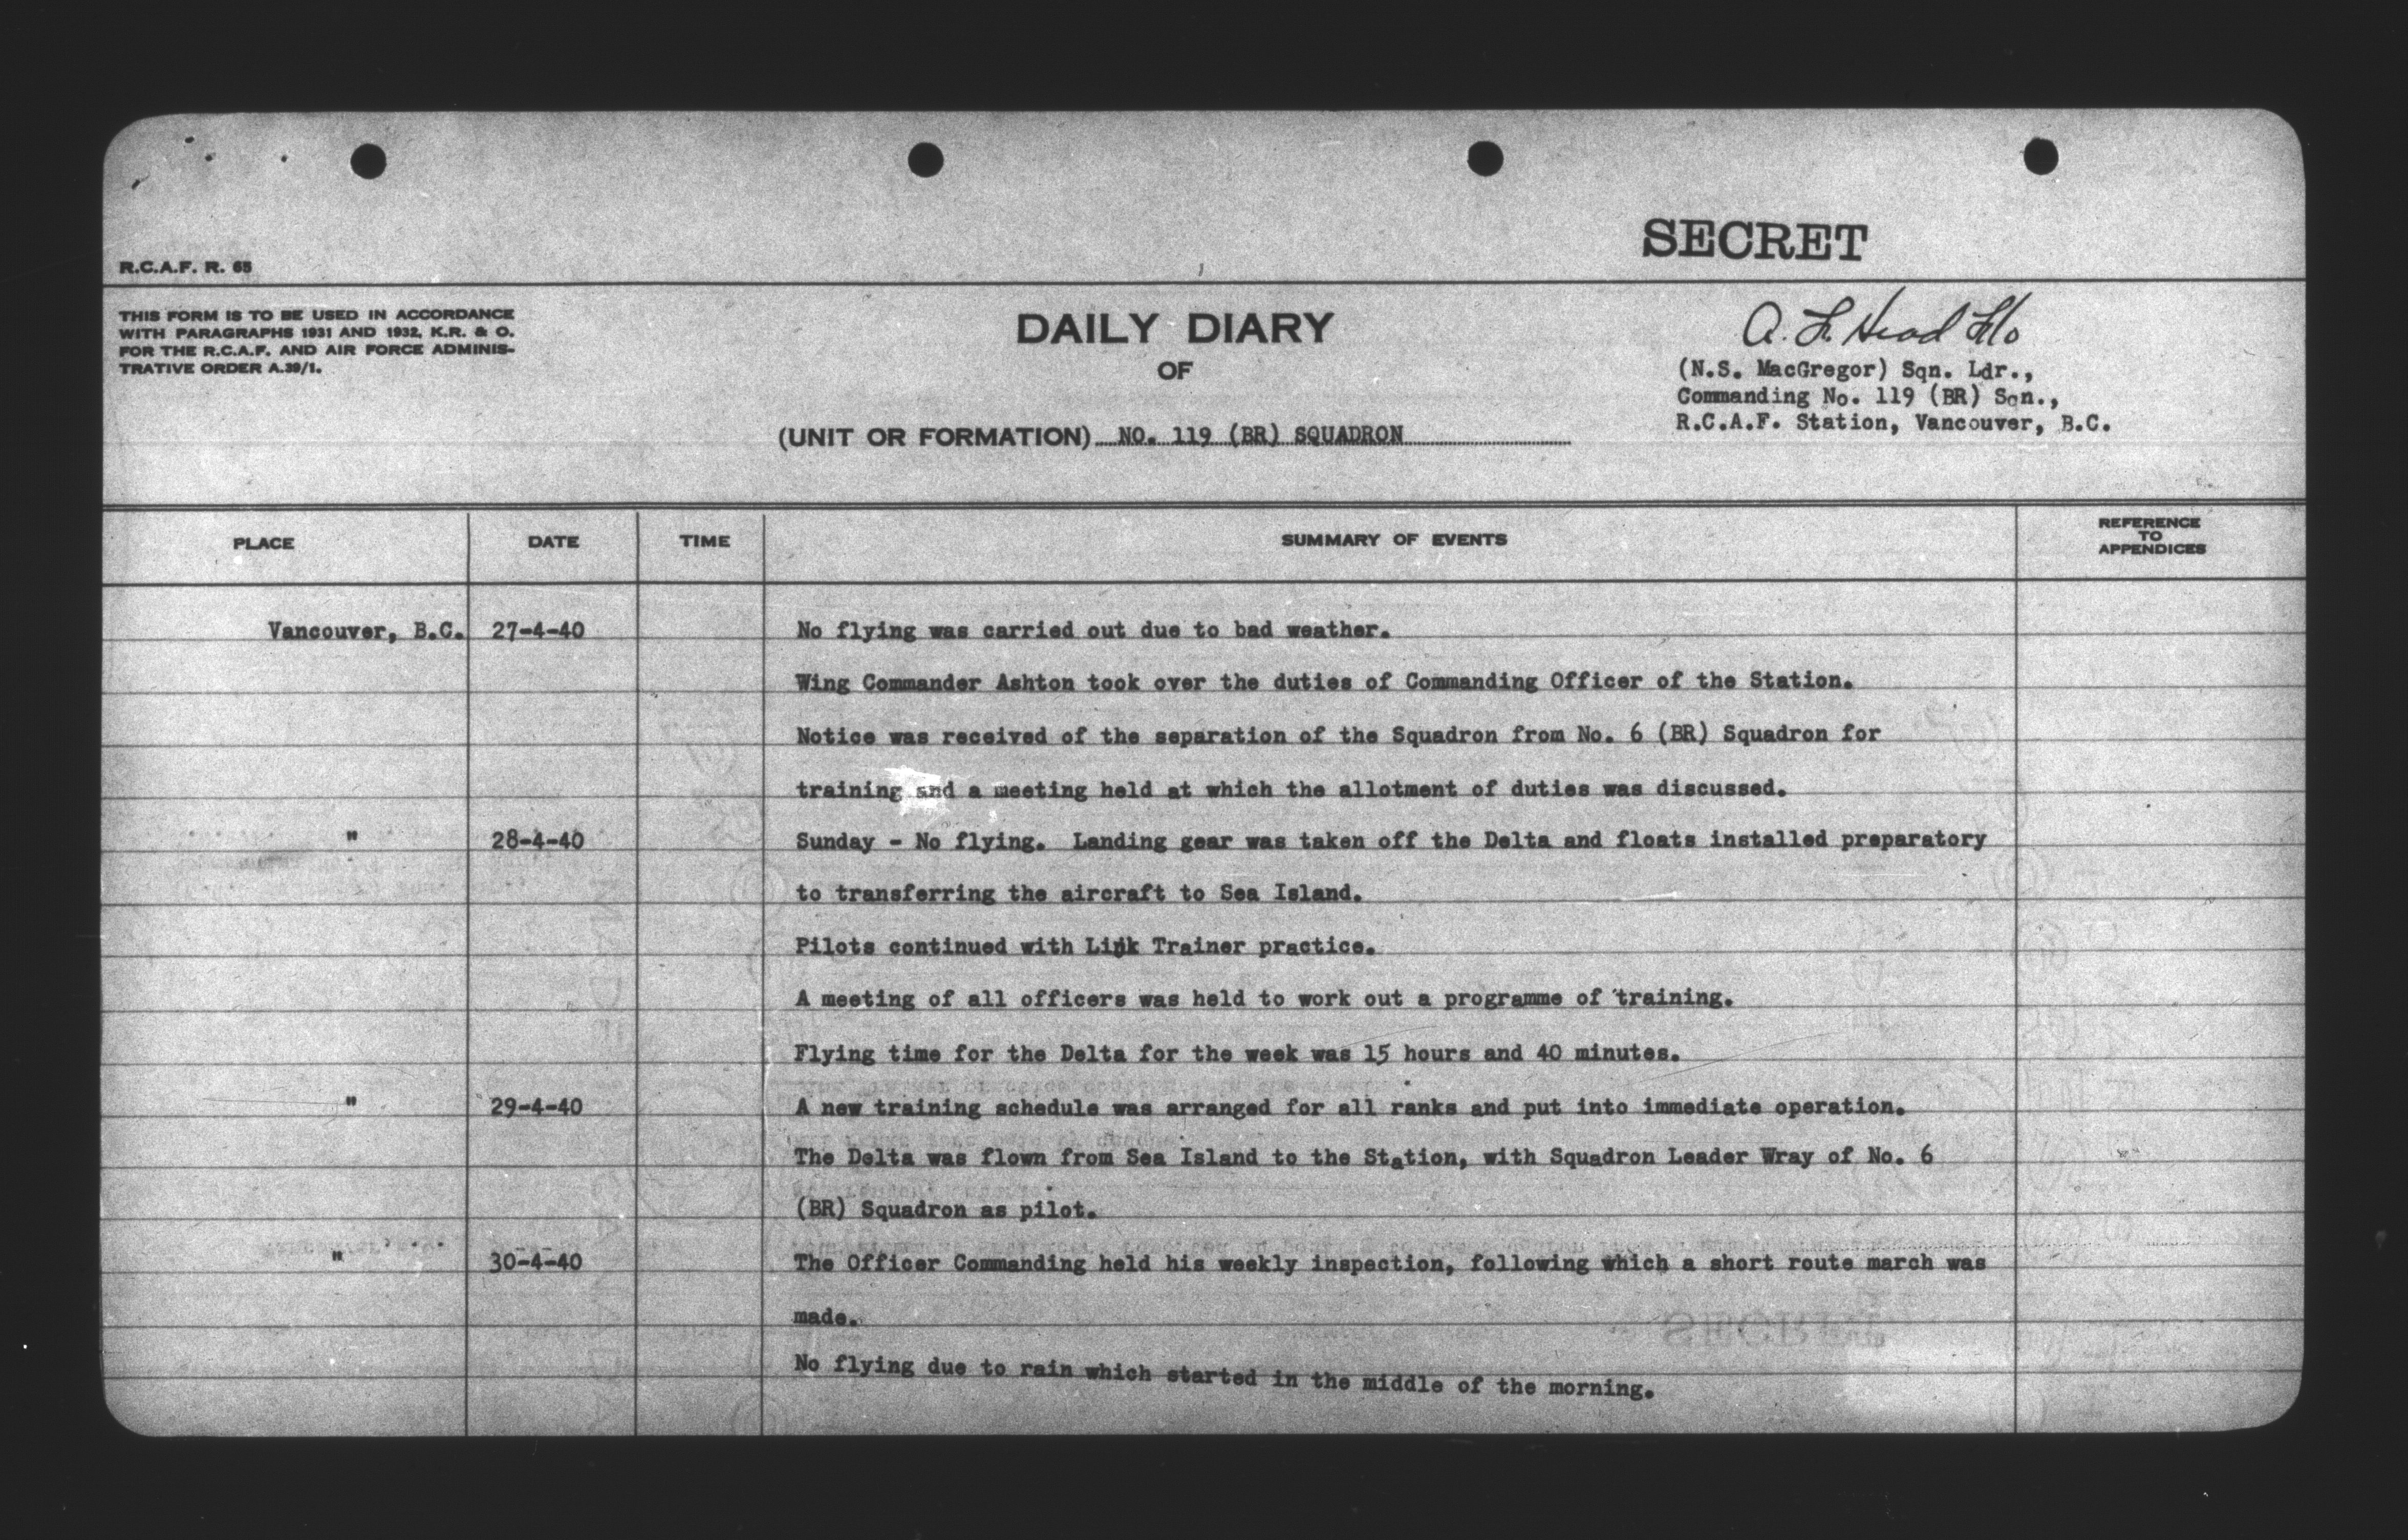 SECRET
R.C.A.F. R. 65
THIS FORM IS TO BE USED IN ACCORDANCE
WITH PARAGRAPHS 1931 AND 1932, K.R. & O.
FOR THE R.C.A.F. AND AIR FORCE ADMINIS-
TRATIVE ORDER A.39/1.
DAILY DIARY
OF
(UNIT OR FORMATION) NO. 119 (BR) SQUADRON
A. Head
(N.S. MacGregor) Sqn. Ldr.,
Commanding No. 119 (BR) Sqn.,
R.C.A.F. Station, Vancouver, B.C.
PLACE DATE TIME SUMMARY OF EVENTS REFERENCE TO APPENDICES
Vancouver, B.C. 27-4-40 No flying was carried out due to bad weather.
Wing Commander Ashton took over the duties of Commanding Officer of the Station.
Notice was received of the separation of the Squadron from No. 6 (BR) Squadron for
training and a meeting held at which the allotment of duties was discussed.
" 28-4-40 Sunday - No flying. Landing gear was taken off the Delta and floats installed preparatory
to transferring the aircraft to Sea Island.
Pilots continued with Link Trainer practice.
A meeting of all officers was held to work out a programme of training.
Flying time for the Delta for the week was 15 hours and 40 minutes.
" 29-4-40 A new training schedule was arranged for all ranks and put into immediate operation.
The Delta was flown from Sea Island to the Station, with Squadron Leader Wray of No. 6
(BR) Squadron as pilot.
" 30-4-40 The Officer Commanding held his weekly inspection, following which a short route march was
made.
No flying due to rain which started in the middle of the morning.